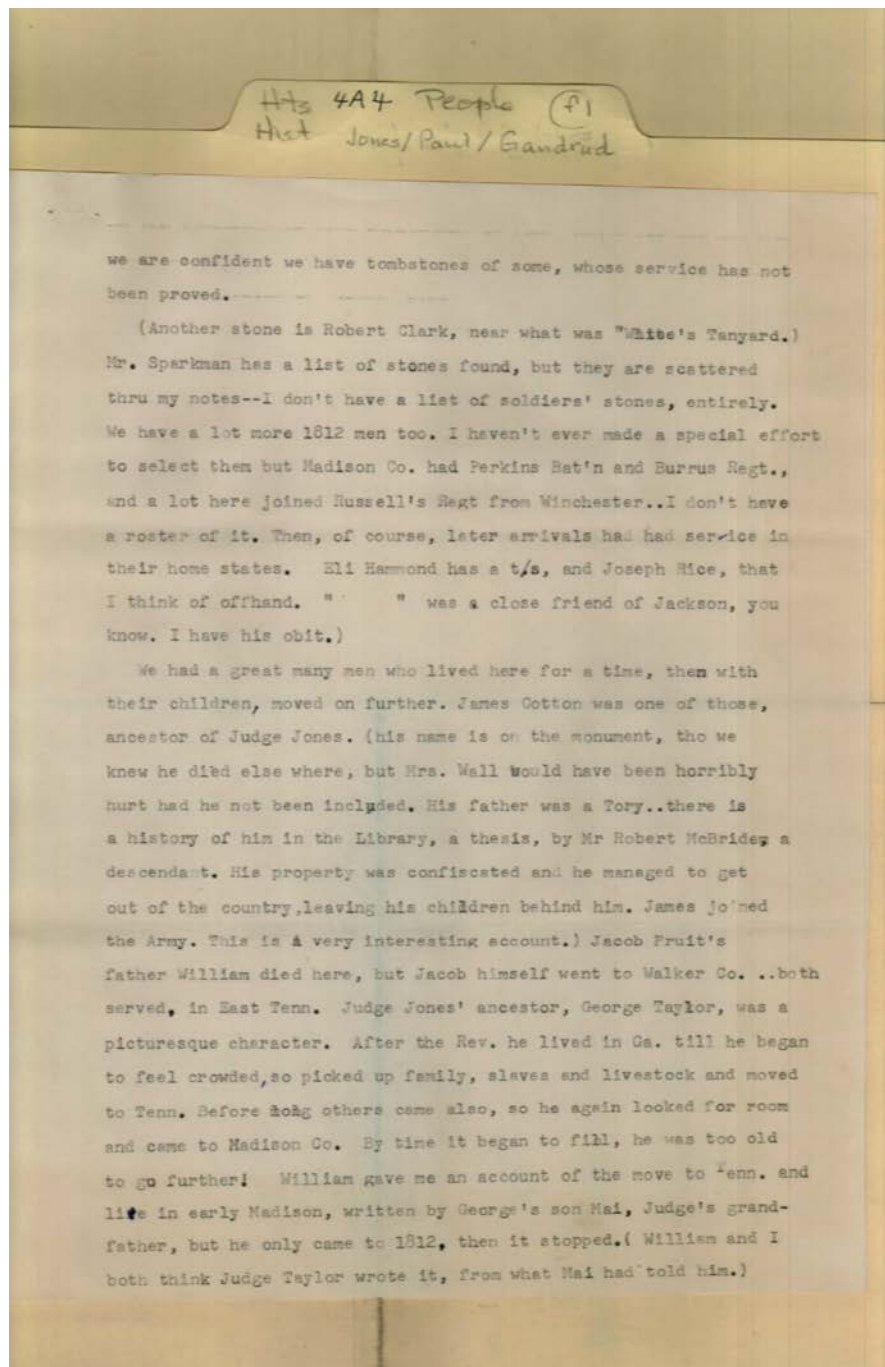 Hts 4A4 People f1
Hist Jones/Paul/Gandrud
we are confident we have tombstones of some, whose service has not
been proved.
(Another stone is Robert Clark, near what was "White's Tanyard.)
Mr. Sparkman has a list of stones found, but they are scattered
thru my notes--I don't have a list of soldiers' stones, entirely.
We have a lot more 1812 men too. I haven't ever made a special effort
to select them but Madison Co. had Perkins Bat'n and Burrus Regt.,
and a lot here joined Russell's Regt from Winchester..I don't have
a roster of it. Then, of course, later arrivals had had service in
their home states. Eli Hammond has a t/s, and Joseph Rice, that
I think of offhand. " " was a close friend of Jackson, you
know. I have his obit.)
We had a great many men who lived here for a time, then with
their children, moved on further. James Cotton was one of those,
ancestor of Judge Jones. (his name is on the monument, tho we
knew he died else where, but Mrs. Wall would have been horribly
hurt had he not been included. His father was a Tory..there is
a history of him in the Library, a thesis, by Mr Robert McBride, a
descendant. His property was confiscated and he managed to get
out of the country,leaving his children behind him. James joined
the Army. This is a very interesting account.) Jacob Pruit's
father William died here, but Jacob himself went to Walker Co. ..both
served, in East Tenn. Judge Jones' ancestor, George Taylor, was a
picturesque character. After the Rev. he lived in Ga. till he began
to feel crowded,so picked up family, slaves and livestock and moved
to Tenn. Before long others came also, so he again looked for room
and came to Madison Co. By time it began to fill, he was too old
to go further! William gave me an account of the move to Tenn. and
life in early Madison, written by George's son Mai, Judge's grand-
father, but he only came to 1812, then it stopped.( William and I
both think Judge Taylor wrote it, from what Mai had told him.)